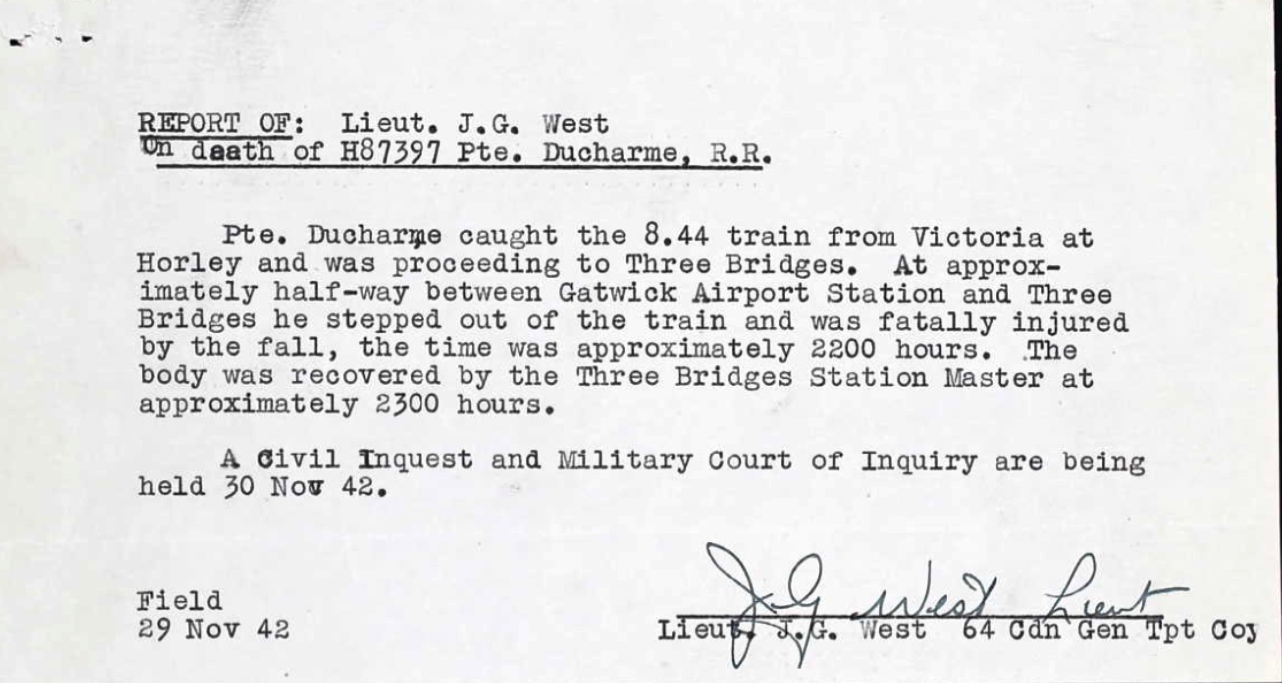 REPORT OF: Lieut. J.G. West
On death of H87397 Pte. Ducharme, R.R.
Pte. Ducharme caught the 8.44 train from Victoria at
Horley and was proceeding to Three Bridges. At approx-
imately half-way between Gatwick Airport Station and Three
Bridges he stepped out of the train and was fatally injured
by the fall, the time was approximately 2200 hours. The
body was recovered by the Three Bridges Station Master at
approximately 2300 hours.
A Civil Inquest and Military Court of Inquiry are being
held 30 Nov 42.
J.G. West Lieut
Field
29 Nov 42
Lieut. J.G. West 64 Cdn Gen Tpt Coy